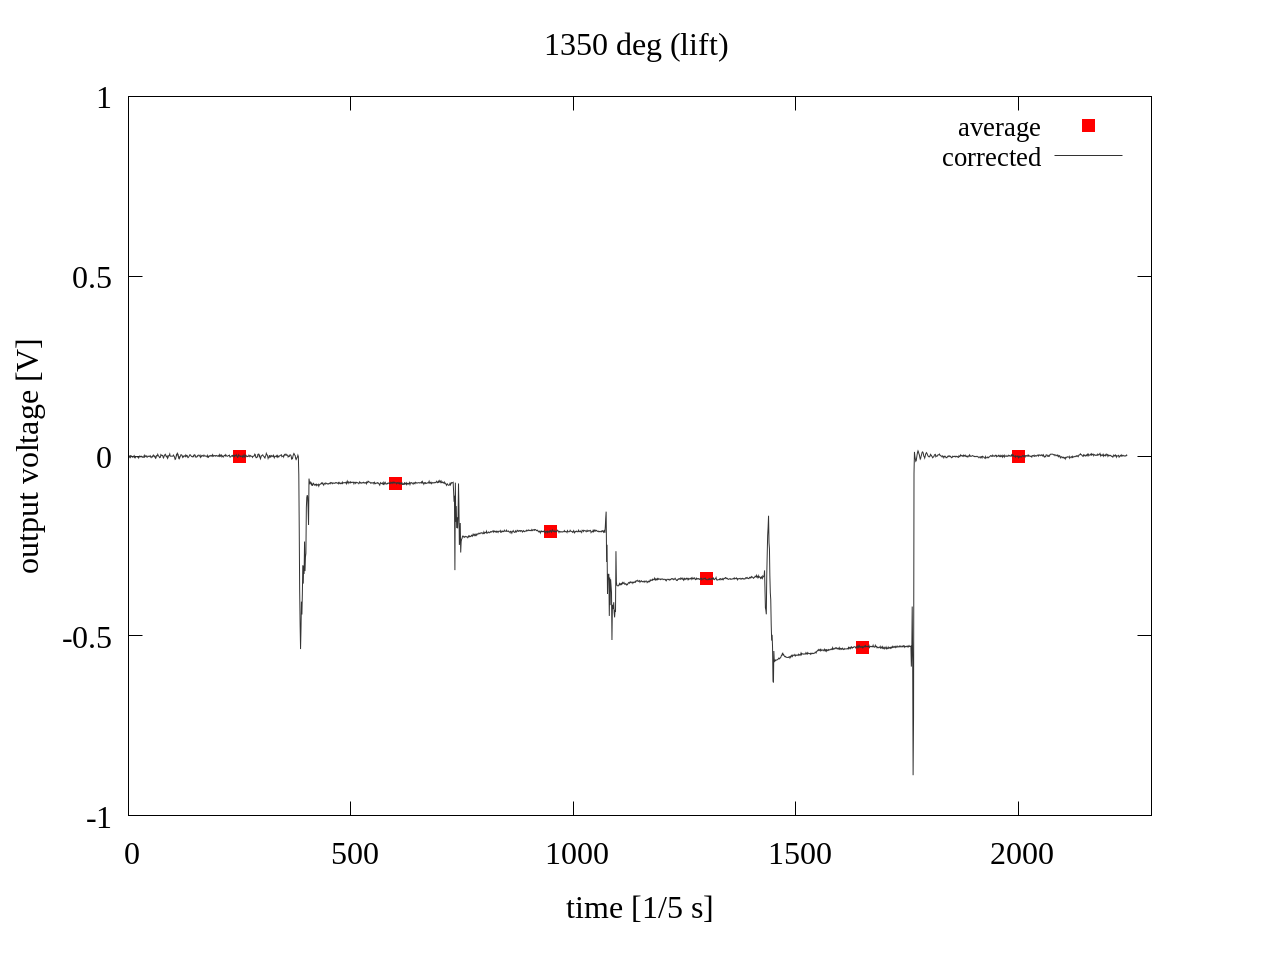 1350 deg (lift)
1
average
corrected
0.5
0
-0.5
-1
output voltage [V]
0 500 1000 1500 2000
time [1/5 s]